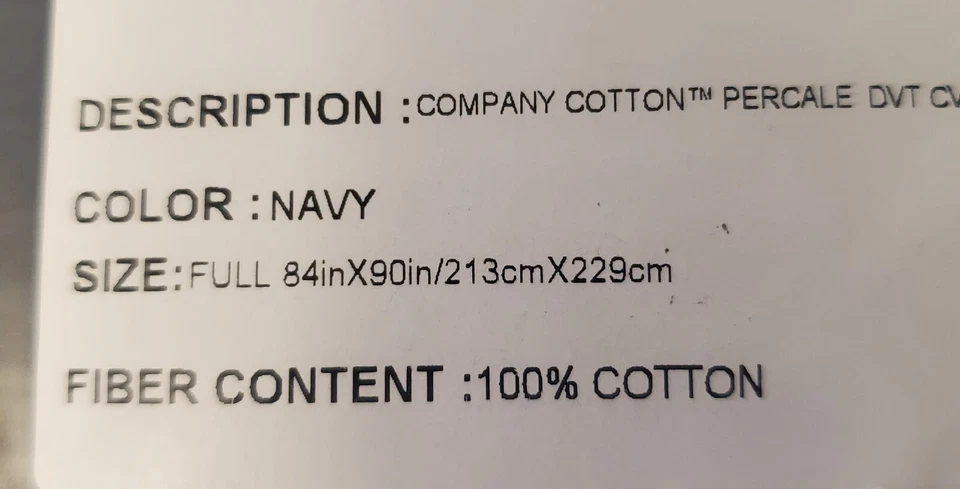 DESCRIPTION :COMPANY COTTON™ PERCALE DVT CV
COLOR :NAVY
SIZE:FULL 84inX90in/213cmX229cm
FIBER CONTENT :100% COTTON